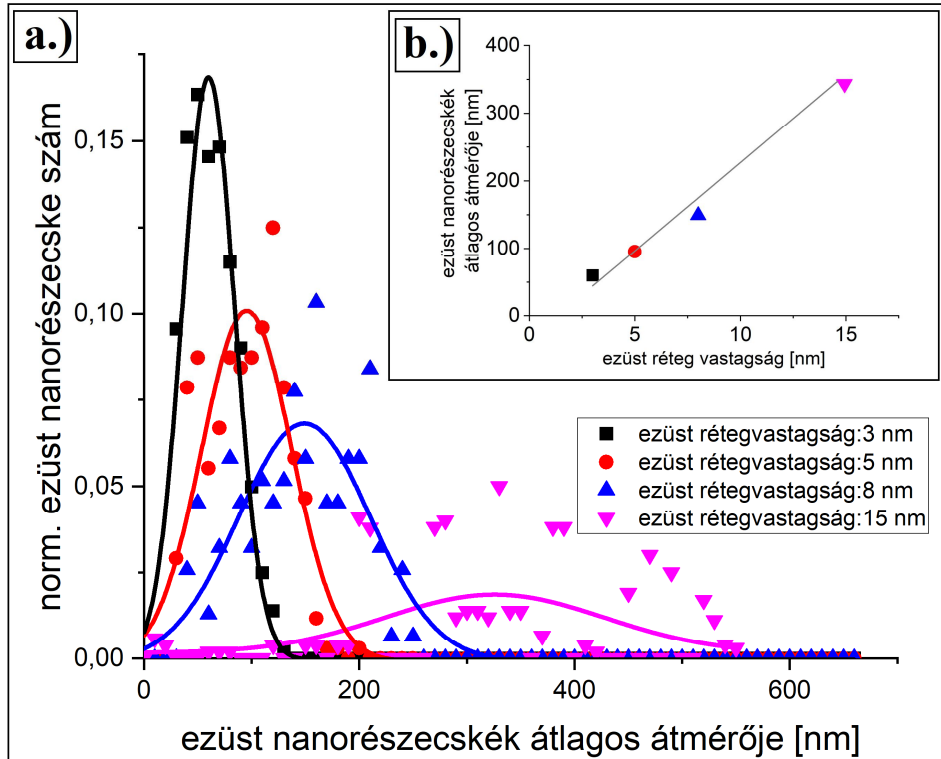 a.)
norm. ezüst nanorészecske szám
0,15
0,10
0,05
0,00
0
200
400
600
ezüst nanorészecskék átlagos átmérője [nm]
b.)
ezüst nanorészecskék
átlagos átmérője [nm]
400
300
200
100
0
0
5
10
15
ezüst réteg vastagság [nm]
ezüst rétegvastagság:3 nm
ezüst rétegvastagság:5 nm
ezüst rétegvastagság:8 nm
ezüst rétegvastagság:15 nm